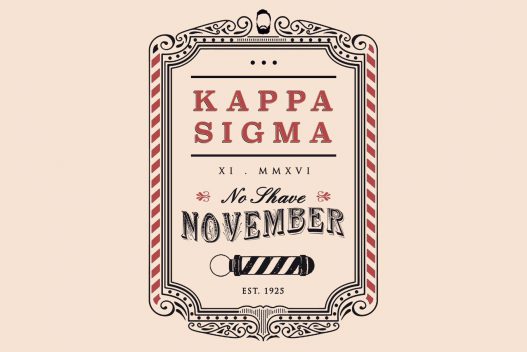 KAPPA
SIGMA
XI . MMXVI
No Shave
NOVEMBER
EST. 1925